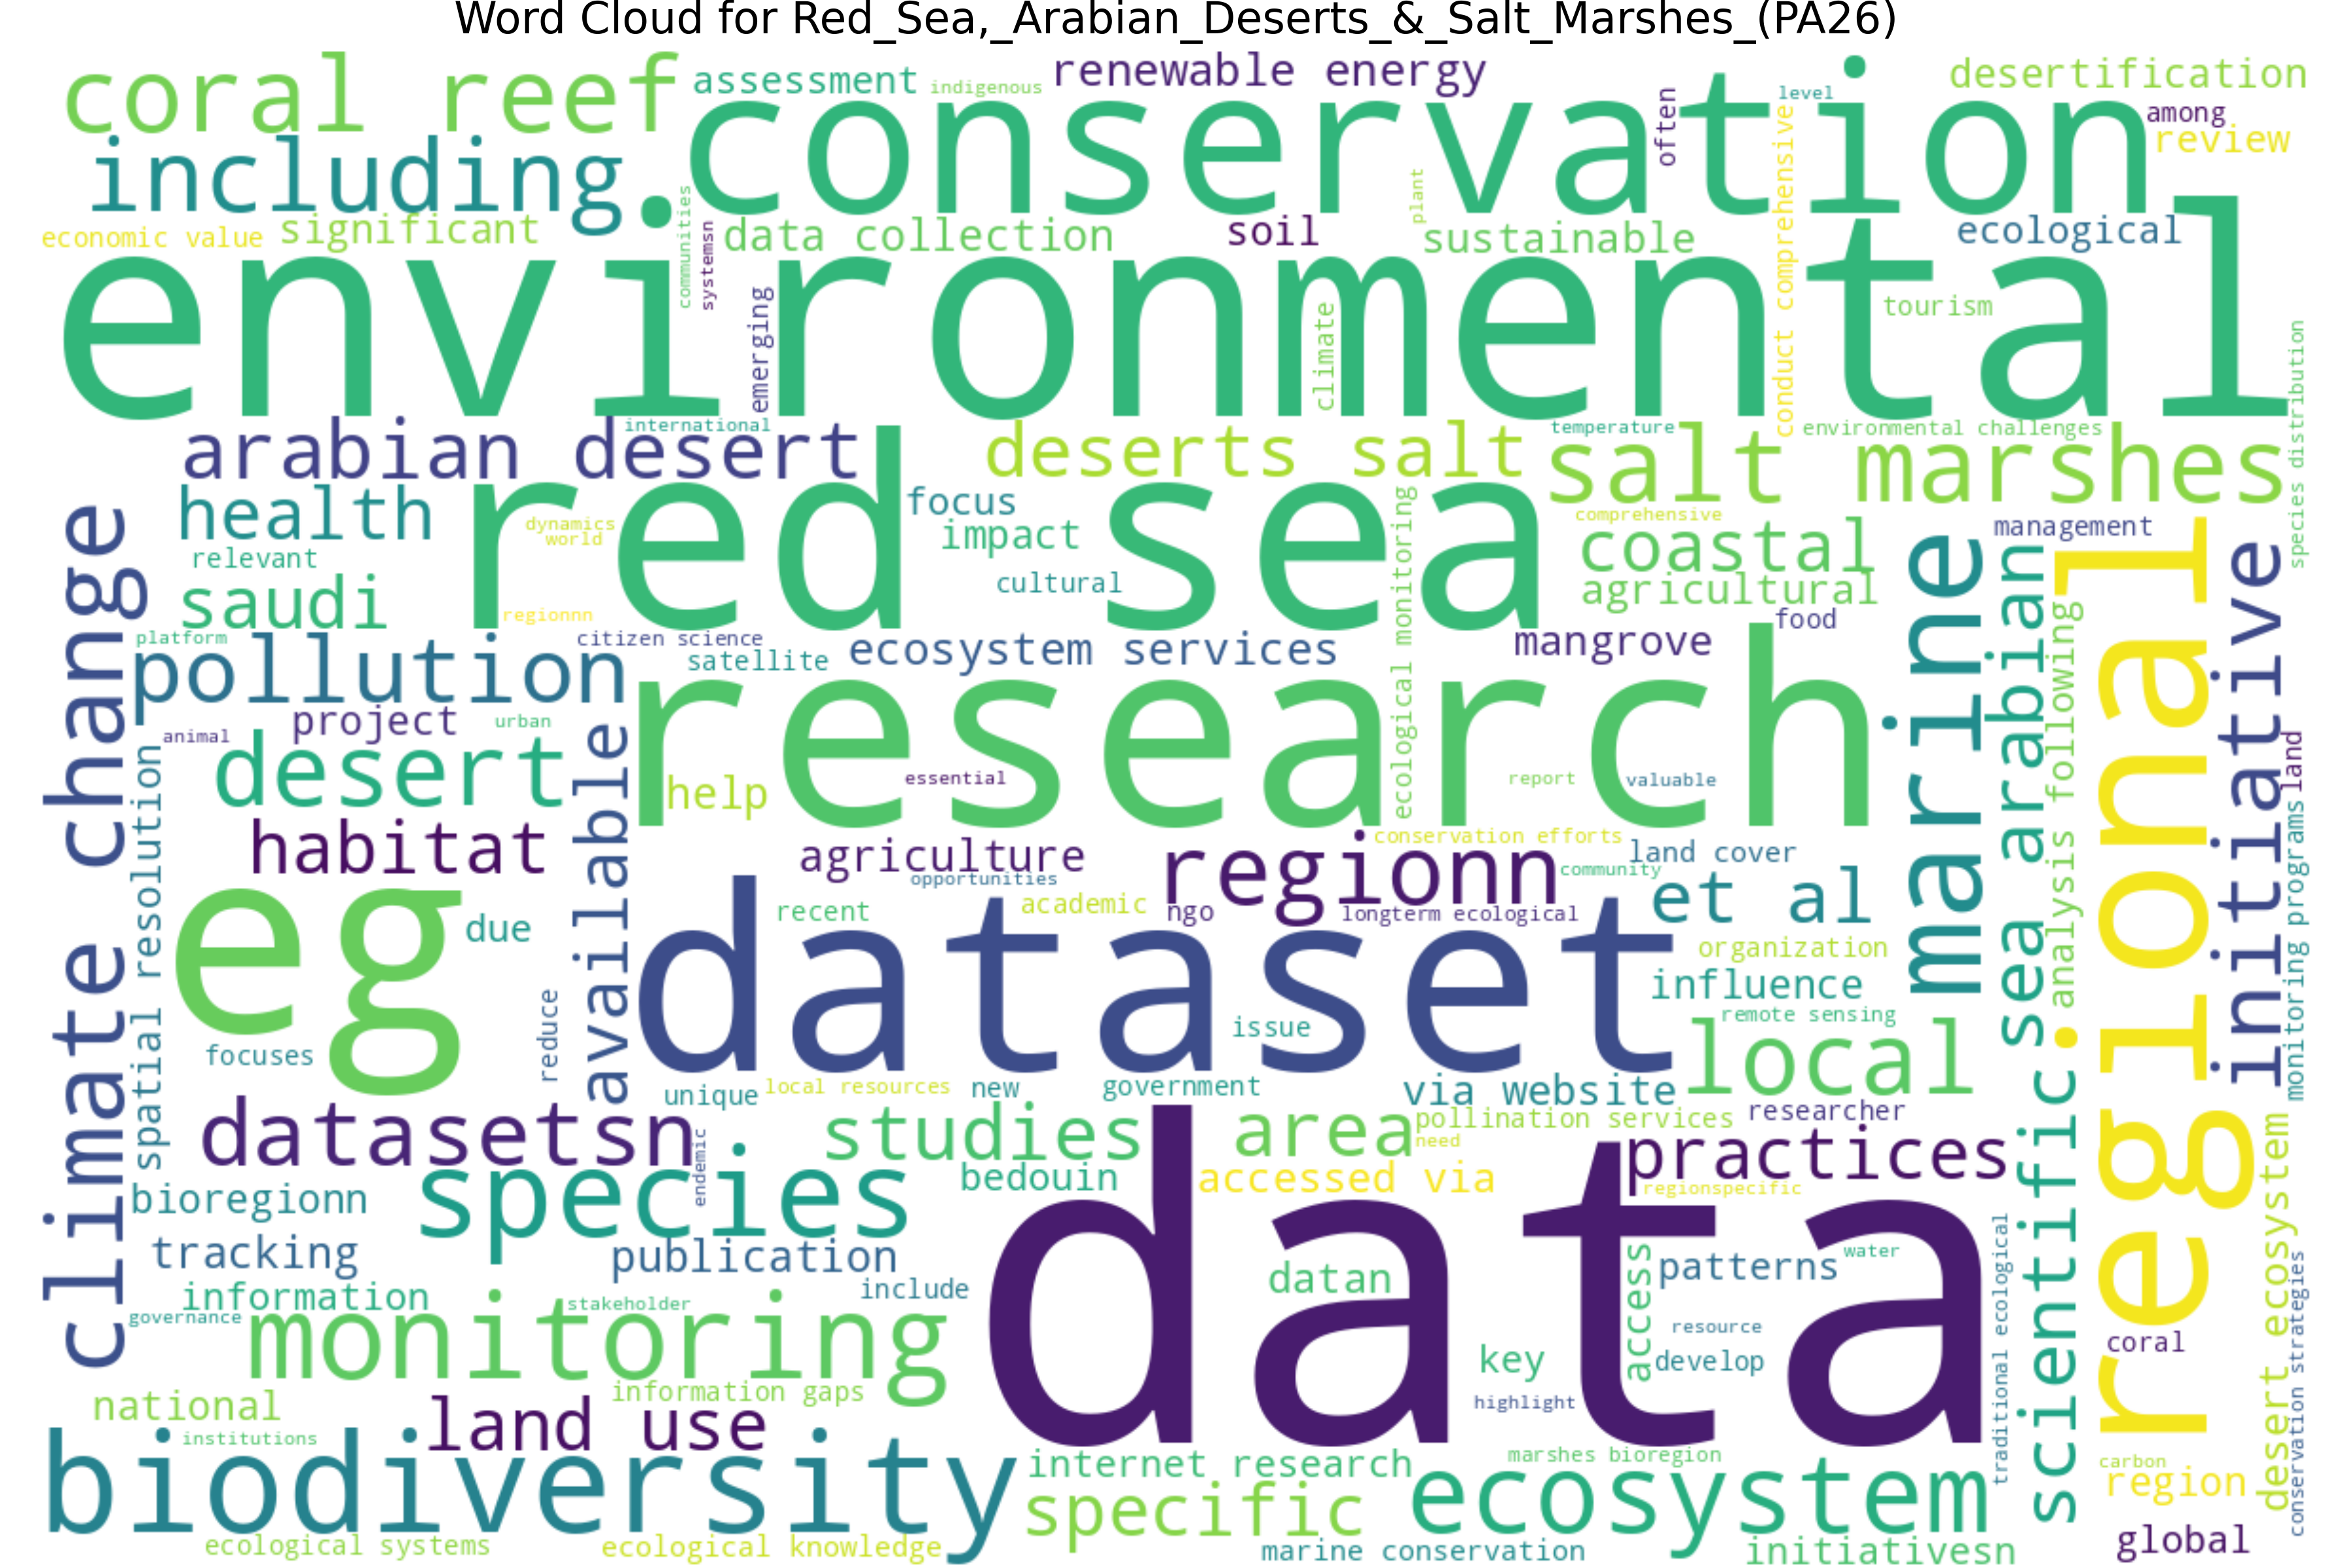 Word Cloud for Red_Sea,_Arabian_Deserts_&_Salt_Marshes_(PA26)
coral reef
assessment
indigenous
renewable energy
desertification
level
among
review
often
including
conservation
conduct comprehensive
plant
communities
systemsn
economic value
significant
data collection
soil
sustainable
ecological
environmental
emerging
climate
tourism
species distribution
international
arabian desert
deserts salt
temperature
environmental challenges
salt marshes
health
red sea
dynamics
world
focus
impact
comprehensive
coastal
management
relevant
cultural
agricultural
saudi
regionnn
ecological monitoring
food
platform
citizen science
pollution
satellite
ecosystem services
mangrove
climate change
marine
sea arabian
analysis following
regional
initiative
land
monitoring programs
project
urban
animal
research
desert
spatial resolution
available
help
essential
report
valuable
habitat
agriculture
opportunities
regionn
conservation efforts
land cover
community
et al
eg
due
recent
academic
ngo
longterm ecological
dataset
organization
influence
issue
remote sensing
focuses
reduce
local
unique
local resources
new
government
via website
datasetsn
endemic
studies
area
pollination services
need
researcher
practices
species
bedouin
accessed via
regionspecific
bioregionn
scientific
data
tracking
publication
datan
access
patterns
water
information
include
stakeholder
governance
monitoring
resource
key
develop
highlight
traditional ecological
coral
desert ecosystem
conservation strategies
national
information gaps
land use
institutions
biodiversity
internet research
marshes bioregion
ecosystem
carbon
region
specific
ecological systems
ecological knowledge
marine conservation
initiativesn
global